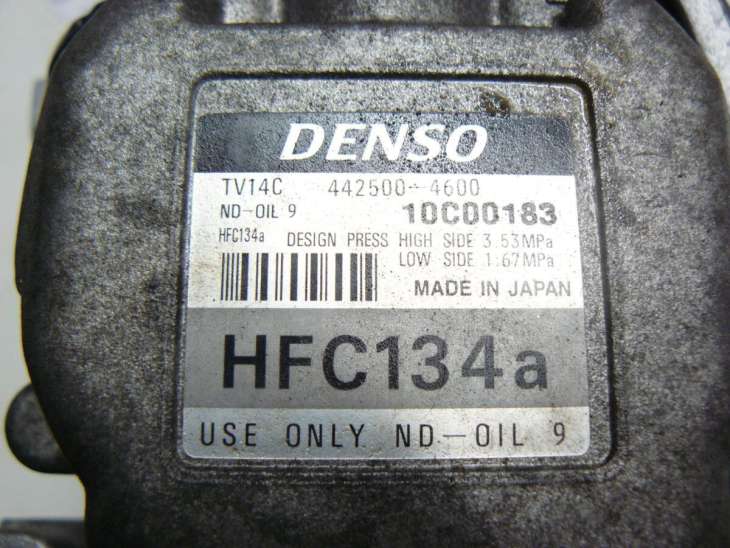 DENSO
TV14C 442500-4600
ND-OIL 9 10C00183
HFC134a DESIGN PRESS HIGH SIDE 3.53MPa
LOW SIDE 1.67MPa
MADE IN JAPAN
HFC134a
USE ONLY ND-OIL 9